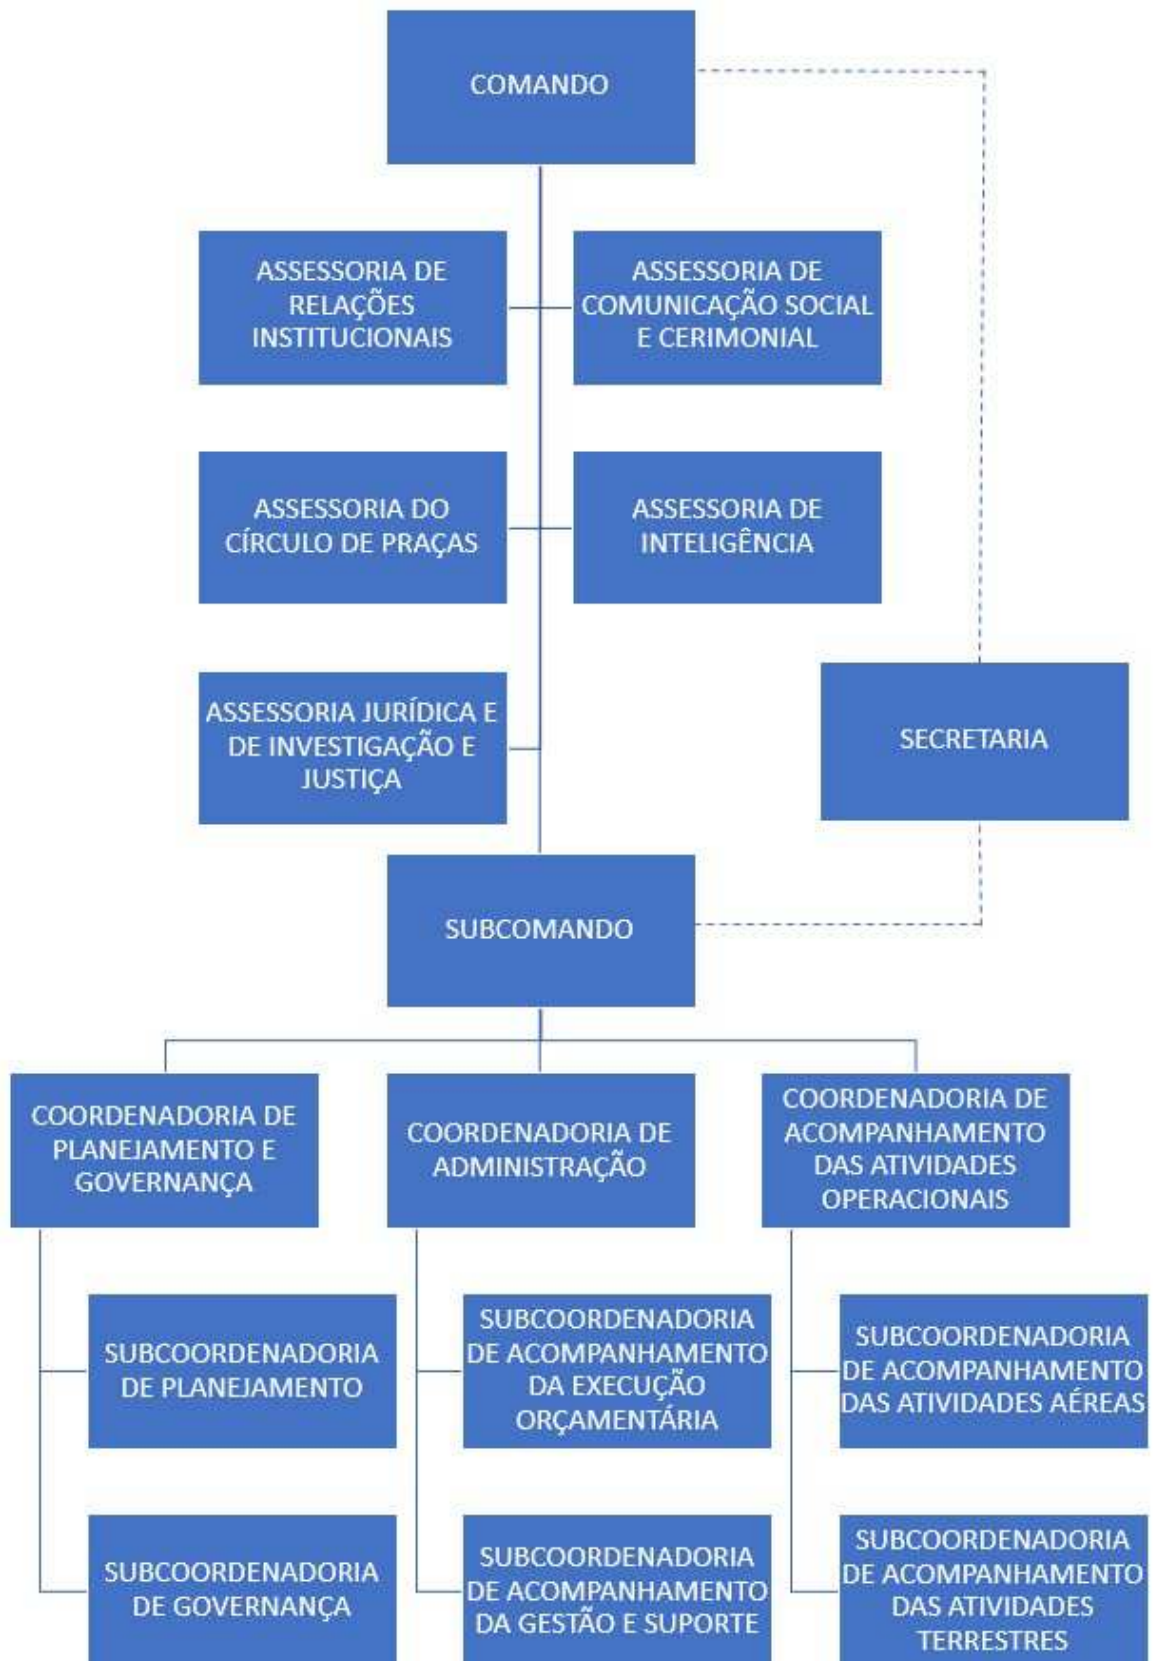 COMANDO
ASSESSORIA DE
RELAÇÕES
INSTITUCIONAIS
ASSESSORIA DE
COMUNICAÇÃO SOCIAL
E CERIMONIAL
ASSESSORIA DO
CÍRCULO DE PRAÇAS
ASSESSORIA DE
INTELIGÊNCIA
ASSESSORIA JURÍDICA E
DE INVESTIGAÇÃO E
JUSTIÇA
SECRETARIA
SUBCOMANDO
COORDENADORIA DE
PLANEJAMENTO E
GOVERNANÇA
COORDENADORIA DE
ADMINISTRAÇÃO
COORDENADORIA DE
ACOMPANHAMENTO
DAS ATIVIDADES
OPERACIONAIS
SUBCOORDENADORIA
DE PLANEJAMENTO
SUBCOORDENADORIA
DE ACOMPANHAMENTO
DA EXECUÇÃO
ORÇAMENTÁRIA
SUBCOORDENADORIA
DE ACOMPANHAMENTO
DAS ATIVIDADES AÉREAS
SUBCOORDENADORIA
DE GOVERNANÇA
SUBCOORDENADORIA
DE ACOMPANHAMENTO
DA GESTÃO E SUPORTE
SUBCOORDENADORIA
DE ACOMPANHAMENTO
DAS ATIVIDADES
TERRESTRES